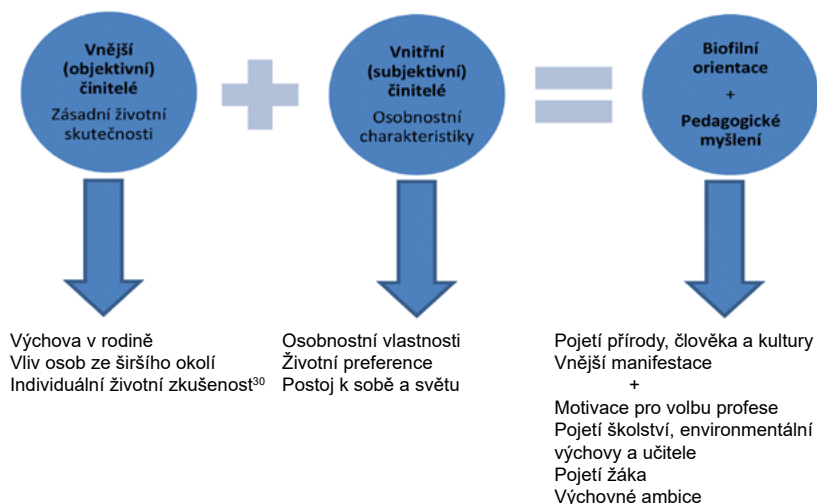 Vnější
(objektivní)
činitelé
Zásadní životní
skutečnosti
+
Vnitřní
(subjektivní)
činitelé
Osobnostní
charakteristiky
=
Biofilní
orientace
+
Pedagogické
myšlení
Výchova v rodině
Vliv osob ze širšího okolí
Individuální životní zkušenost³⁰
Osobnostní vlastnosti
Životní preference
Postoj k sobě a světu
Pojetí přírody, člověka a kultury
Vnější manifestace
+
Motivace pro volbu profese
Pojetí školství, environmentální
výchovy a učitele
Pojetí žáka
Výchovné ambice